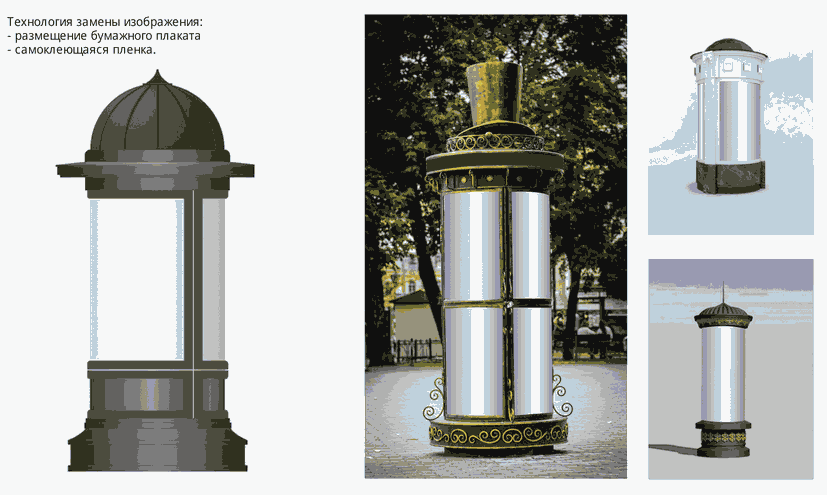 Технология замены изображения:
- размещение бумажного плаката
- самоклеющаяся пленка.